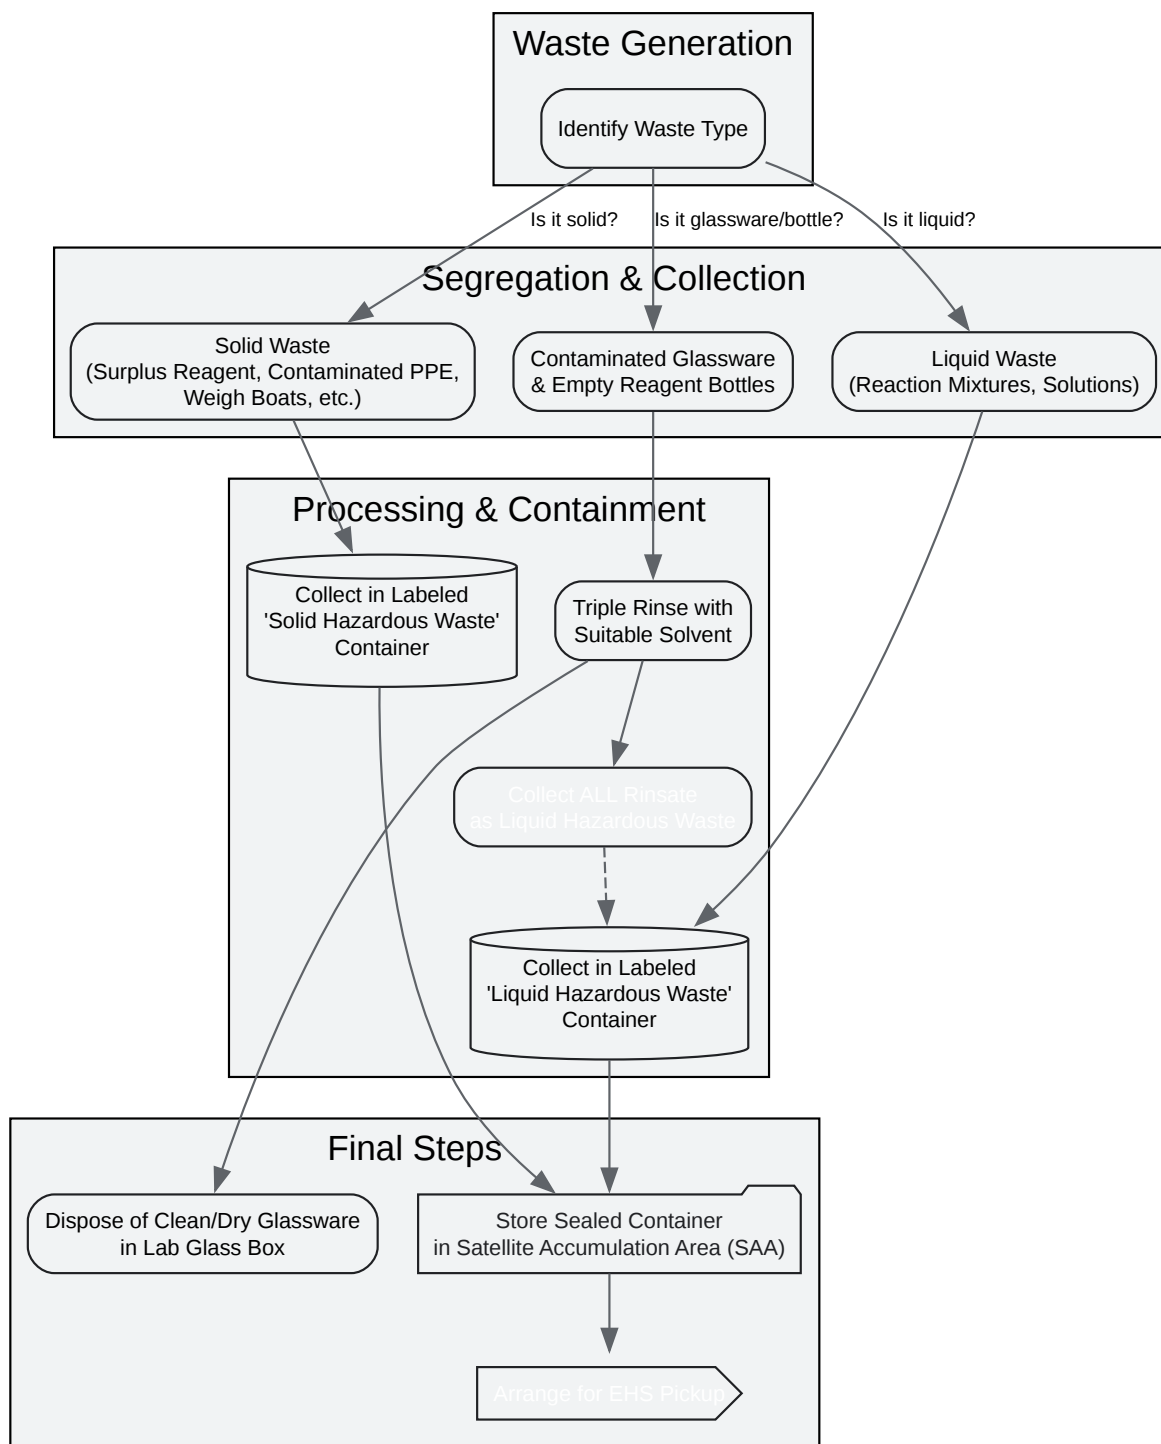 Waste Generation
Identify Waste Type
Is it solid?
Is it glassware/bottle?
Is it liquid?
Segregation & Collection
Solid Waste
(Surplus Reagent, Contaminated PPE,
Weigh Boats, etc.)
Contaminated Glassware
& Empty Reagent Bottles
Liquid Waste
(Reaction Mixtures, Solutions)
Processing & Containment
Collect in Labeled
'Solid Hazardous Waste'
Container
Triple Rinse with
Suitable Solvent
Collect ALL Rinsate
as Liquid Hazardous Waste
Collect in Labeled
'Liquid Hazardous Waste'
Container
Final Steps
Dispose of Clean/Dry Glassware
in Lab Glass Box
Store Sealed Container
in Satellite Accumulation Area (SAA)
Arrange for EHS Pickup